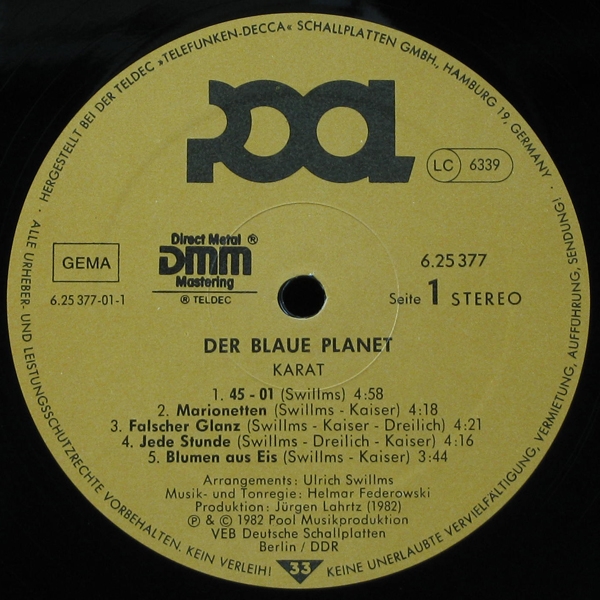 HERGESTELLT BEI DER TELDEC »TELEFUNKEN-DECCA« SCHALLPLATTEN GMBH., HAMBURG 19, GERMANY ·
ALLE URHEBER- UND LEISTUNGSSCHUTZRECHTE VORBEHALTEN. KEIN VERLEIH! KEINE UNERLAUBTE VERVIELFÄLTIGUNG, VERMIETUNG, AUFFÜHRUNG, SENDUNG! ·
pool
LC 6339
GEMA
6.25 377-01-1
Direct Metal ®
DMM
Mastering
® TELDEC
6.25 377
Seite 1 STEREO
DER BLAUE PLANET
KARAT
1. 45 - 01 (Swillms) 4:58
2. Marionetten (Swillms - Kaiser) 4:18
3. Falscher Glanz (Swillms - Kaiser - Dreilich) 4:21
4. Jede Stunde (Swillms - Dreilich - Kaiser) 4:16
5. Blumen aus Eis (Swillms - Kaiser) 3:44
Arrangements: Ulrich Swillms
Musik- und Tonregie: Helmar Federowski
Produktion: Jürgen Lahrtz (1982)
℗ & © 1982 Pool Musikproduktion
VEB Deutsche Schallplatten
Berlin / DDR
33